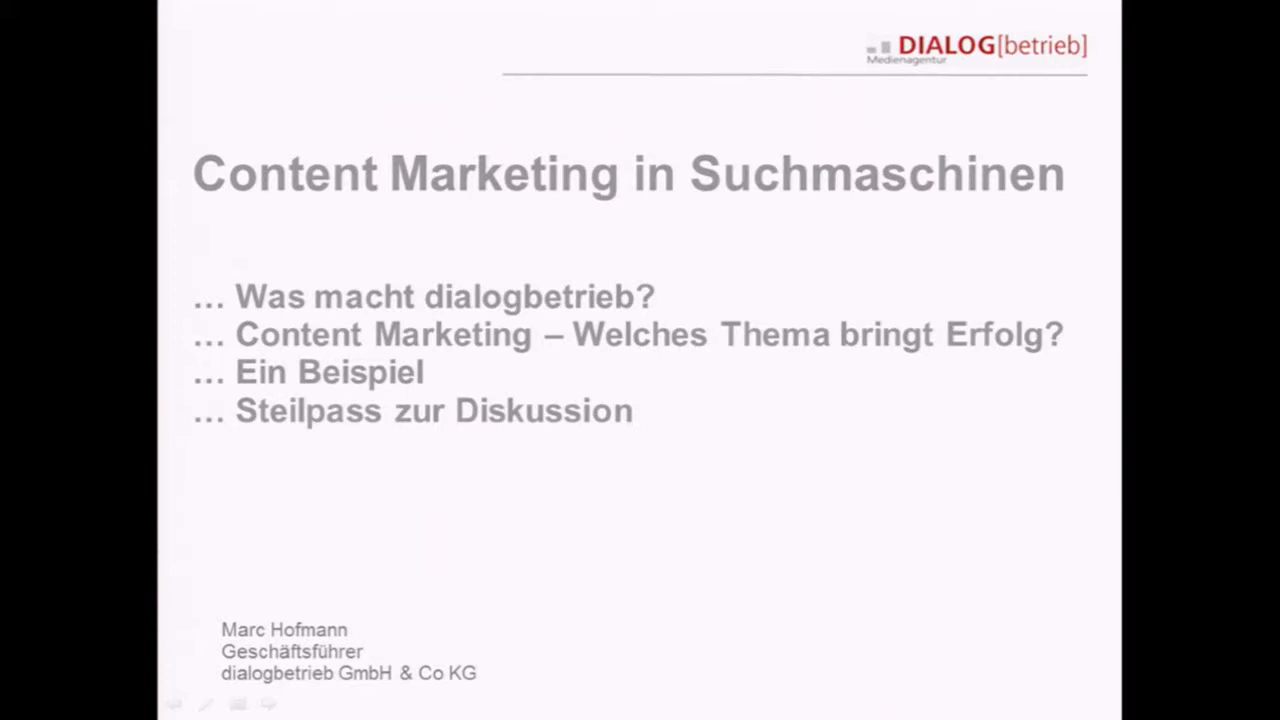 DIALOG[betrieb]
Medienagentur
Content Marketing in Suchmaschinen
… Was macht dialogbetrieb?
… Content Marketing – Welches Thema bringt Erfolg?
… Ein Beispiel
… Steilpass zur Diskussion
Marc Hofmann
Geschäftsführer
dialogbetrieb GmbH & Co KG